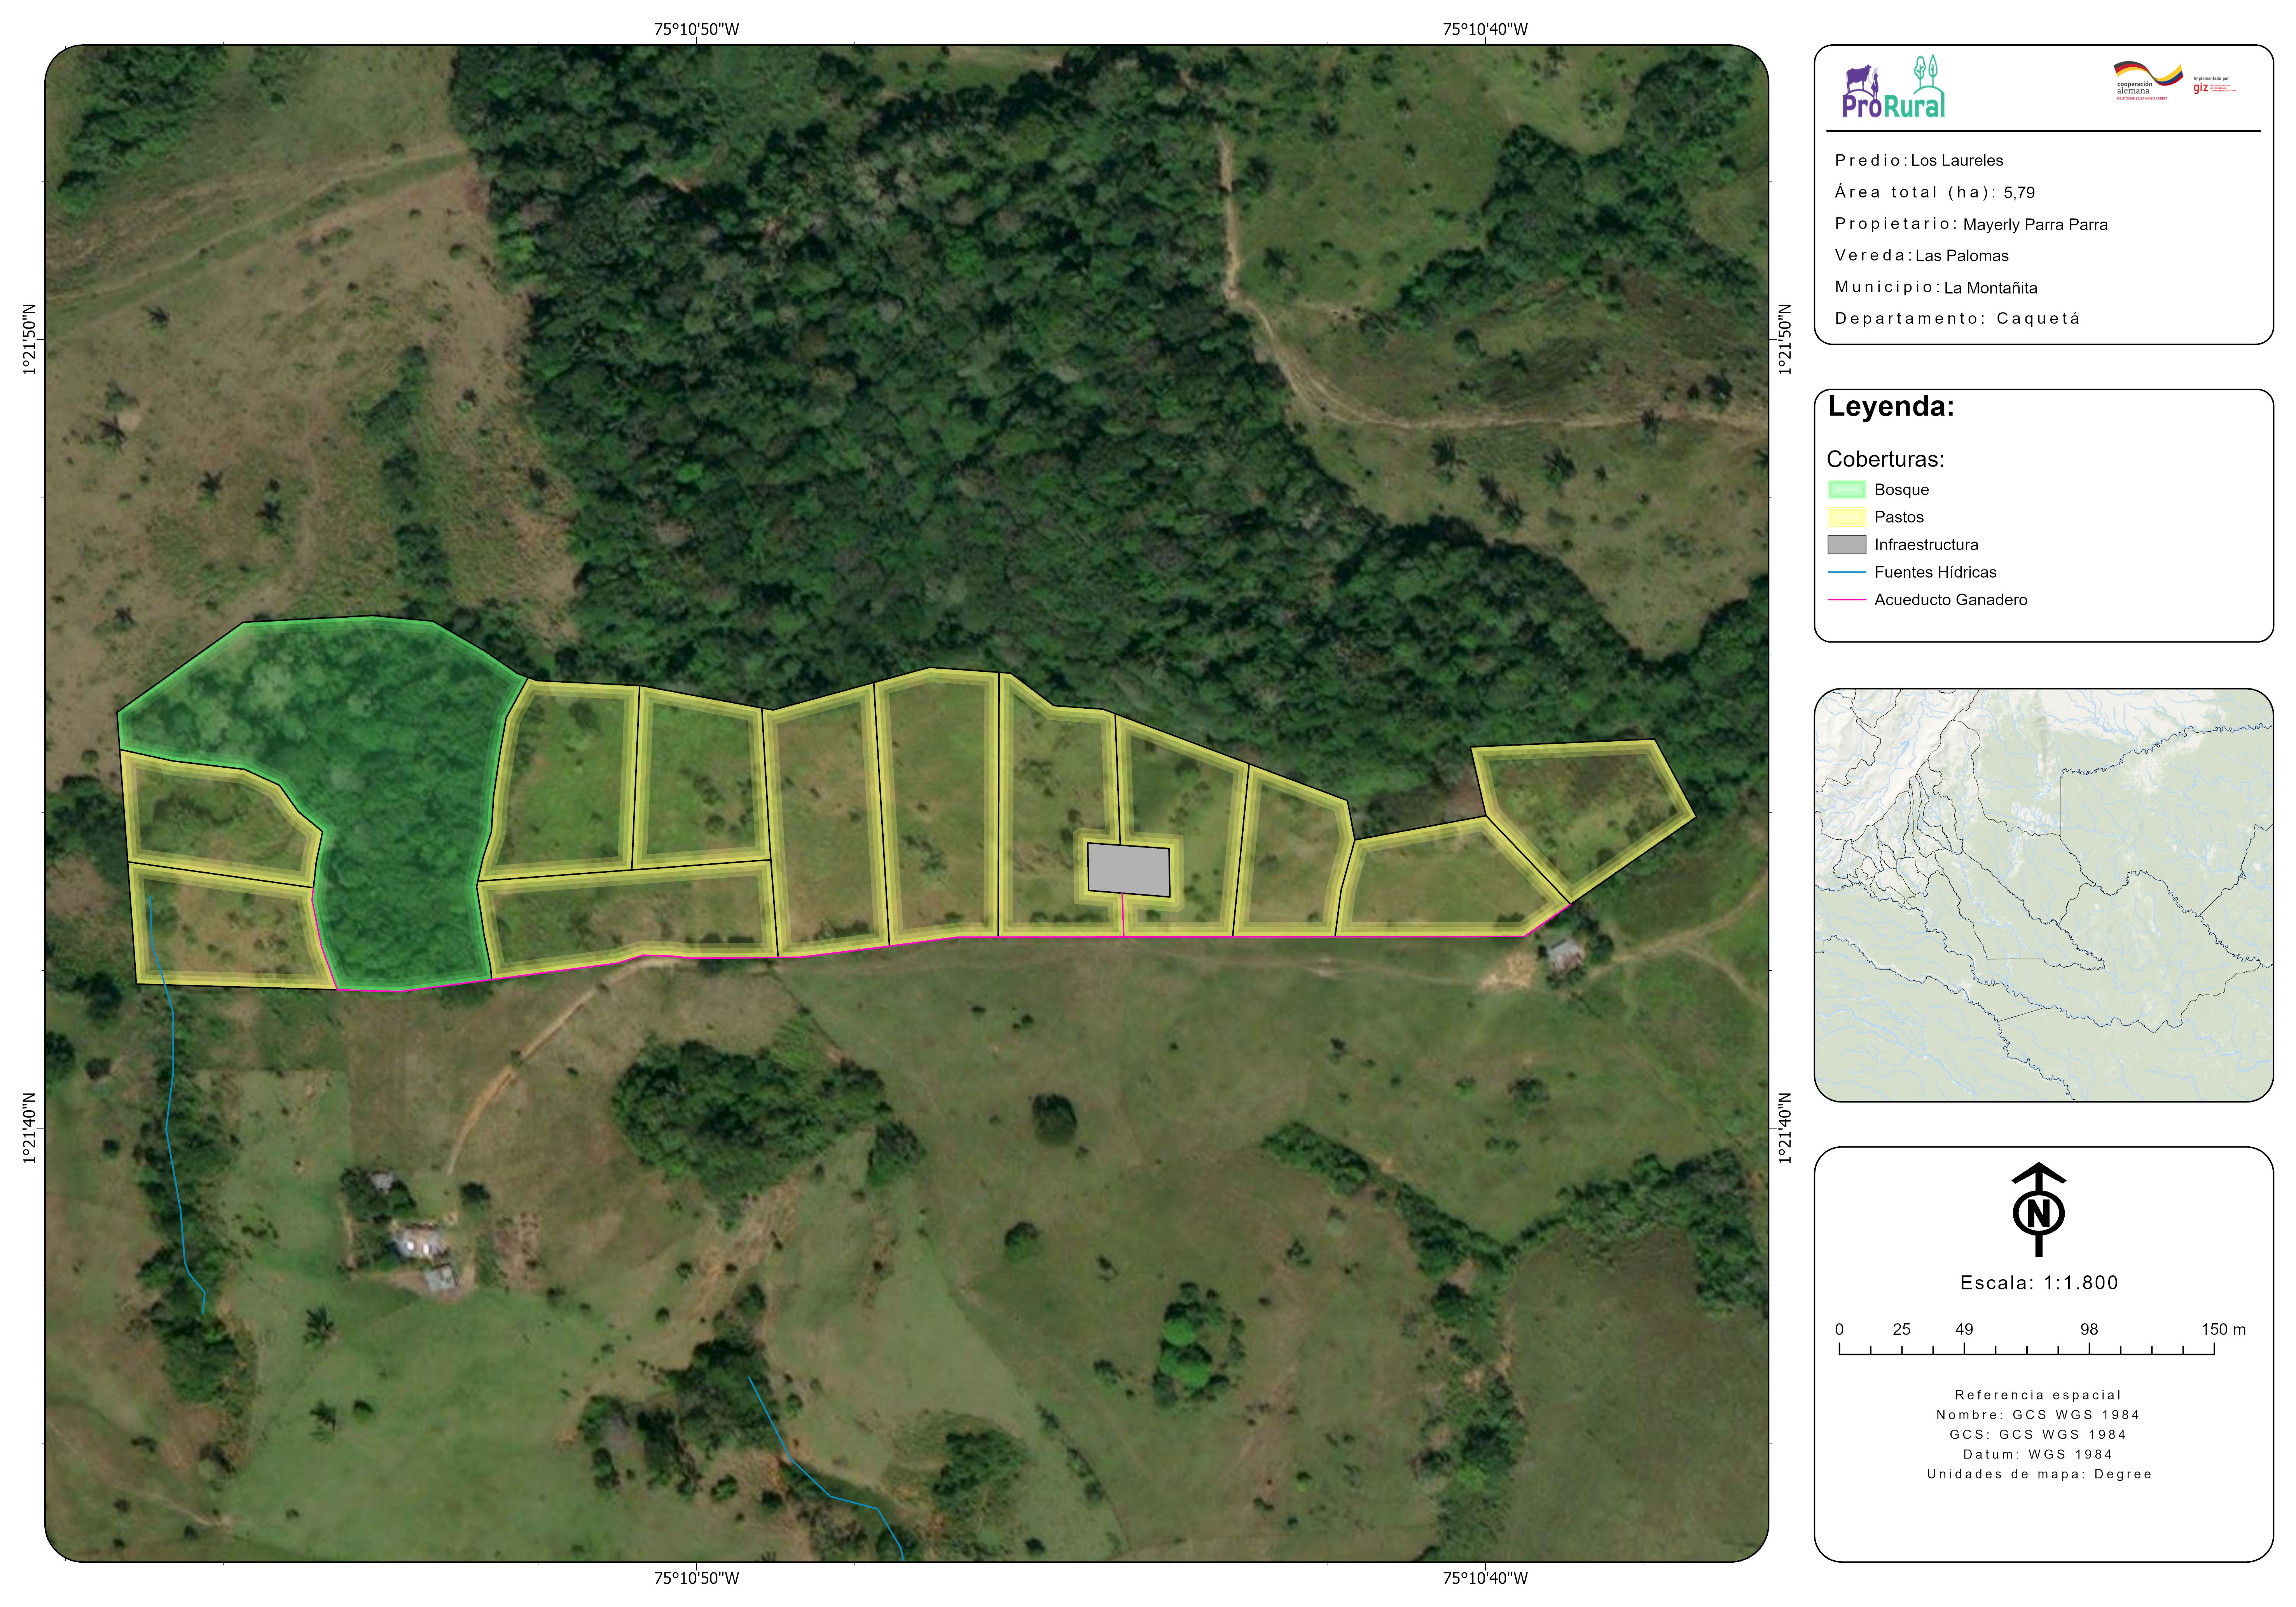 75°10'50"W
75°10'40"W
1°21'50"N
1°21'50"N
1°21'40"N
1°21'40"N
75°10'50"W
75°10'40"W
ProRural
cooperación
alemana
DEUTSCHE ZUSAMMENARBEIT
Implementado por
giz
Predio: Los Laureles
Área total (ha): 5,79
Propietario: Mayerly Parra Parra
Vereda: Las Palomas
Municipio: La Montañita
Departamento: Caquetá
Leyenda:
Coberturas:
Bosque
Pastos
Infraestructura
Fuentes Hídricas
Acueducto Ganadero
N
Escala: 1:1.800
0 25 49 98 150 m
Referencia espacial
Nombre: GCS WGS 1984
GCS: GCS WGS 1984
Datum: WGS 1984
Unidades de mapa: Degree